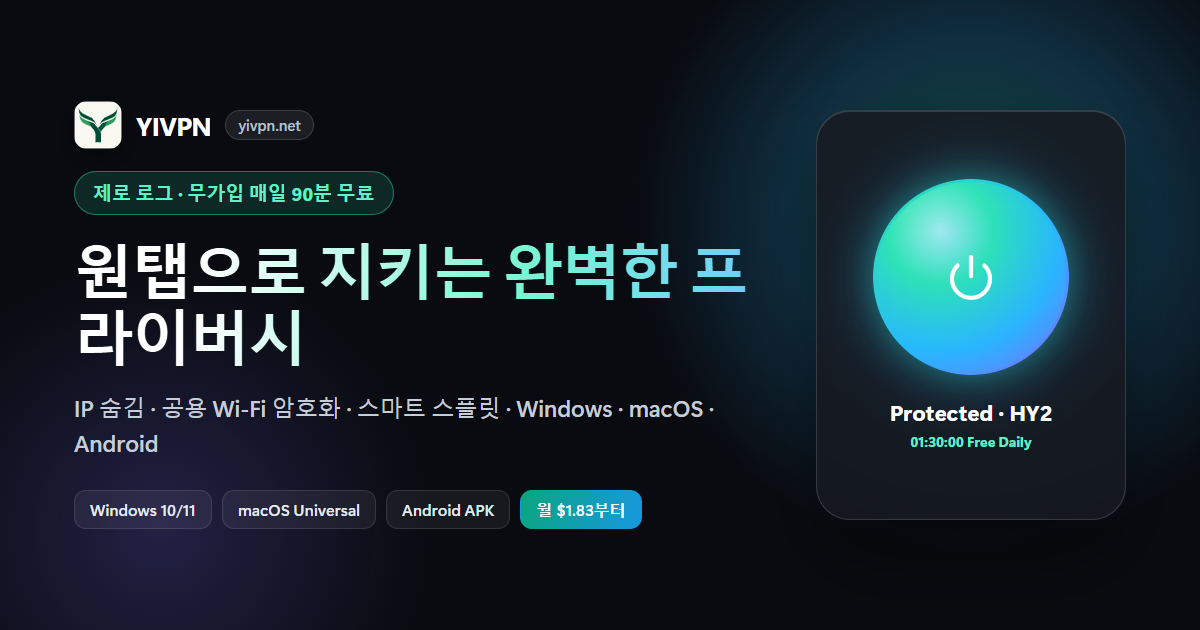 YIVPN
yivpn.net
제로 로그 · 무가입 매일 90분 무료
원탭으로 지키는 완벽한 프
라이버시
IP 숨김 · 공용 Wi-Fi 암호화 · 스마트 스플릿 · Windows · macOS ·
Android
Windows 10/11
macOS Universal
Android APK
월 $1.83부터
Protected · HY2
01:30:00 Free Daily